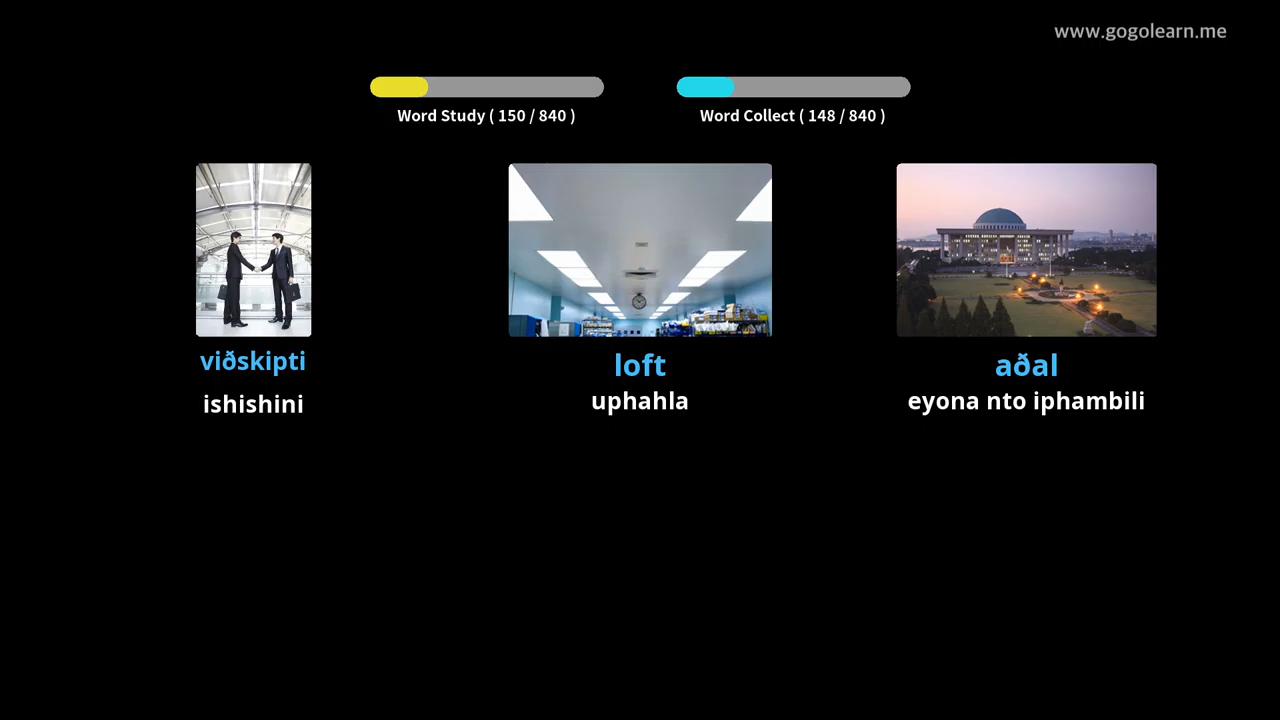 www.gogolearn.me
Word Study ( 150 / 840 )
Word Collect ( 148 / 840 )
viðskipti
ishishini
loft
uphahla
aðal
eyona nto iphambili